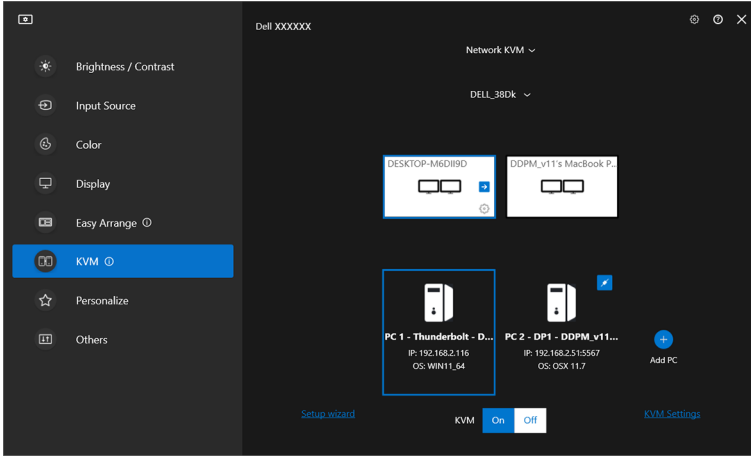 Dell XXXXXX
Brightness / Contrast
Input Source
Color
Display
Easy Arrange
KVM
Personalize
Others
Network KVM
DELL_38Dk
DESKTOP-M6DII9D
DDPM_v11's MacBook P...
PC 1 - Thunderbolt - D...
IP: 192.168.2.116
OS: WIN11_64
PC 2 - DP1 - DDPM_v11...
IP: 192.168.2.51:5567
OS: OSX 11.7
Add PC
Setup wizard
KVM On Off
KVM Settings